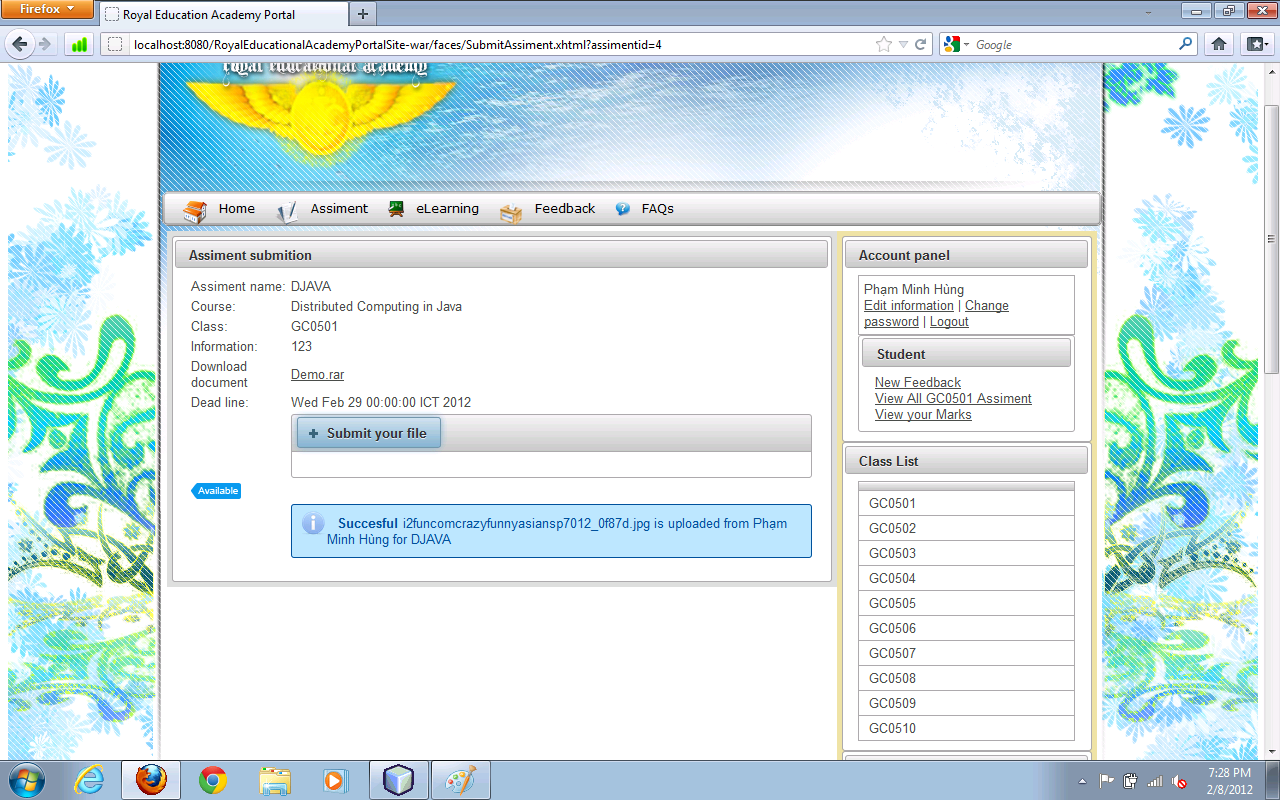 Firefox
Royal Education Academy Portal
localhost:8080/RoyalEducationalAcademyPortalSite-war/faces/SubmitAssiment.xhtml?assimentid=4
Google
royal educational academy
Home
Assiment
eLearning
Feedback
FAQs
Assiment submition
Assiment name: DJAVA
Course: Distributed Computing in Java
Class: GC0501
Information: 123
Download
document
Demo.rar
Dead line: Wed Feb 29 00:00:00 ICT 2012
+ Submit your file
Available
Succesful i2funcomcrazyfunnyasiansp7012_0f87d.jpg is uploaded from Phạm
Minh Hùng for DJAVA
Account panel
Phạm Minh Hùng
Edit information | Change
password | Logout
Student
New Feedback
View All GC0501 Assiment
View your Marks
Class List
GC0501
GC0502
GC0503
GC0504
GC0505
GC0506
GC0507
GC0508
GC0509
GC0510
7:28 PM
2/8/2012